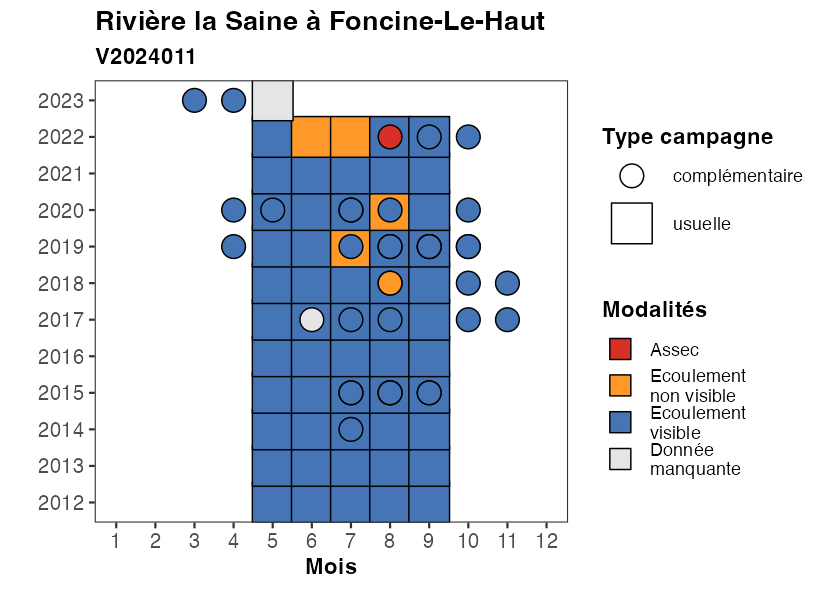 Rivière la Saine à Foncine-Le-Haut
V2024011
2023
2022
2021
2020
2019
2018
2017
2016
2015
2014
2013
2012
1 2 3 4 5 6 7 8 9 10 11 12
Mois
Type campagne
complémentaire
usuelle
Modalités
Assec
Ecoulement
non visible
Ecoulement
visible
Donnée
manquante